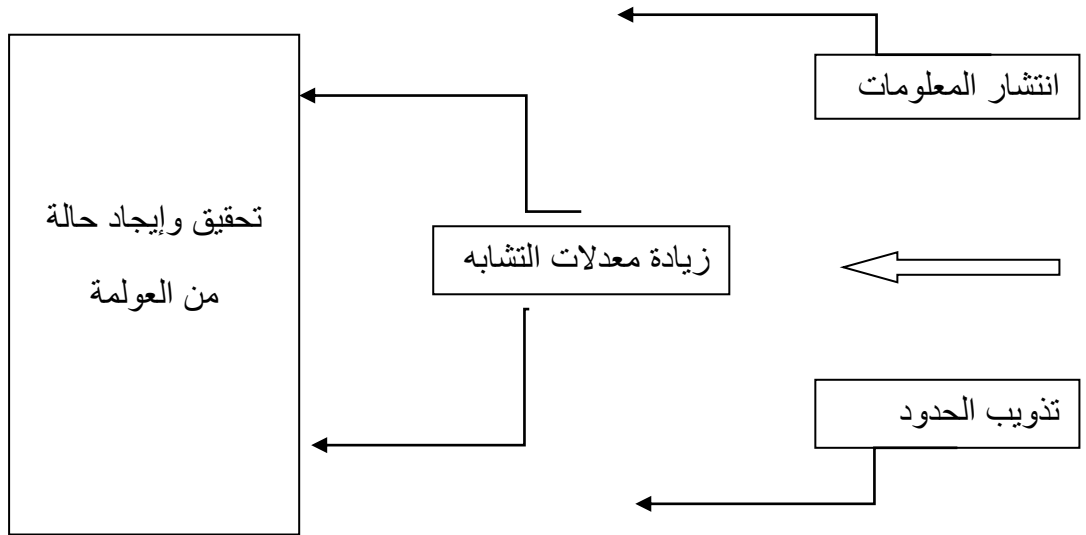 انتشار المعلومات
زيادة معدلات التشابه
تذويب الحدود
تحقيق وإيجاد حالة
من العولمة